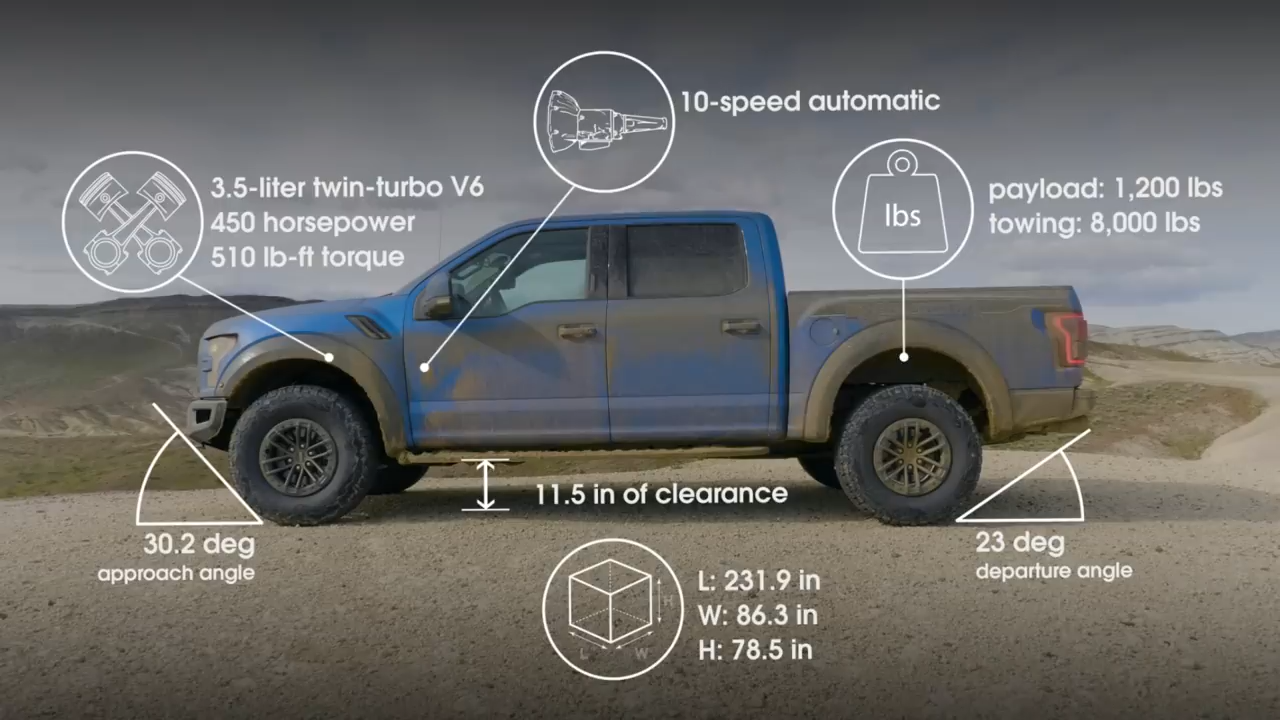 10-speed automatic
3.5-liter twin-turbo V6
450 horsepower
510 lb-ft torque
lbs
payload: 1,200 lbs
towing: 8,000 lbs
11.5 in of clearance
30.2 deg
approach angle
23 deg
departure angle
L: 231.9 in
W: 86.3 in
H: 78.5 in
H
L
W